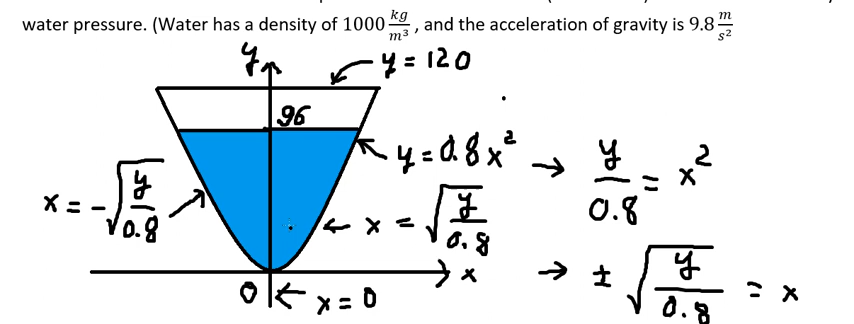 water pressure. (Water has a density of 1000 kg/m³, and the acceleration of gravity is 9.8 m/s²
y
y = 120
96
y = 0.8x² → y/0.8 = x²
x = -√(y/0.8)
x = √(y/0.8)
x
→ ± √(y/0.8) = x
0
x = 0